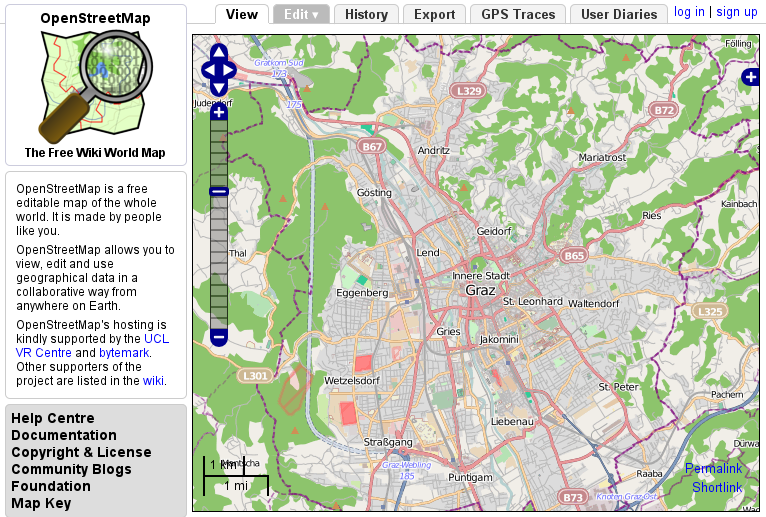 OpenStreetMap
The Free Wiki World Map
OpenStreetMap is a free
editable map of the whole
world. It is made by people
like you.
OpenStreetMap allows you to
view, edit and use
geographical data in a
collaborative way from
anywhere on Earth.
OpenStreetMap's hosting is
kindly supported by the UCL
VR Centre and bytemark.
Other supporters of the
project are listed in the wiki.
Help Centre
Documentation
Copyright & License
Community Blogs
Foundation
Map Key
View
Edit ▾
History
Export
GPS Traces
User Diaries
log in | sign up
Fölling
Gratkorn Süd
173
175
Judendorf
L329
B72
B67
Andritz
Mariatrost
Gösting
Kainbach
Ries
Geidorf
Thal
Lend
B65
Innere Stadt
Eggenberg
Graz
St. Leonhard
Waltendorf
L325
Gries
Jakomini
L301
Wetzelsdorf
St. Peter
Pachern
Liebenau
Straßgang
Graz-Webling
185
1 km
1 mi
Puntigam
Raaba
Permalink
Shortlink
B73
Knoten Graz-Ost